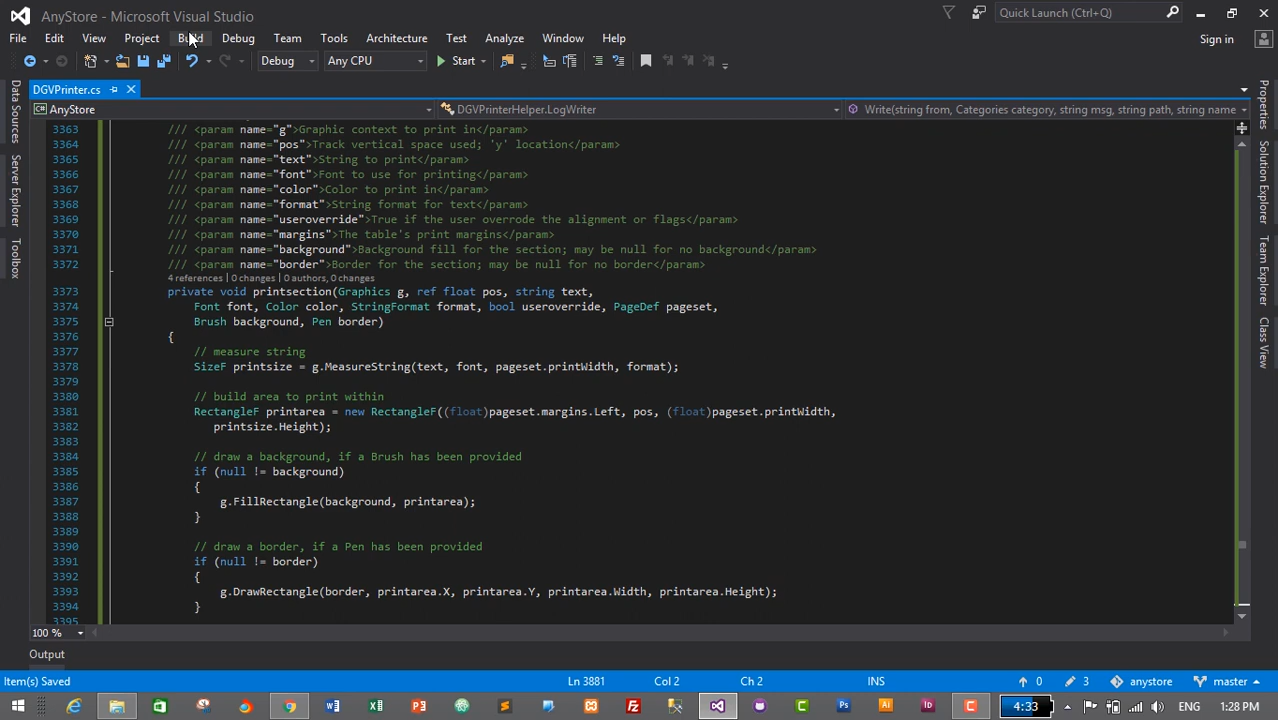 AnyStore - Microsoft Visual Studio
Quick Launch (Ctrl+Q)
File Edit View Project Build Debug Team Tools Architecture Test Analyze Window Help
Sign in
Debug Any CPU Start
DGVPrinter.cs
AnyStore DGVPrinterHelper.LogWriter Write(string from, Categories category, string msg, string path, string name
Data Sources
Server Explorer
Toolbox
3363 /// <param name="g">Graphic context to print in</param>
3364 /// <param name="pos">Track vertical space used; 'y' location</param>
3365 /// <param name="text">String to print</param>
3366 /// <param name="font">Font to use for printing</param>
3367 /// <param name="color">Color to print in</param>
3368 /// <param name="format">String format for text</param>
3369 /// <param name="useroverride">True if the user overrode the alignment or flags</param>
3370 /// <param name="margins">The table's print margins</param>
3371 /// <param name="background">Background fill for the section; may be null for no background</param>
3372 /// <param name="border">Border for the section; may be null for no border</param>
4 references | 0 changes | 0 authors, 0 changes
3373 private void printsection(Graphics g, ref float pos, string text,
3374 Font font, Color color, StringFormat format, bool useroverride, PageDef pageset,
3375 Brush background, Pen border)
3376 {
3377 // measure string
3378 SizeF printsize = g.MeasureString(text, font, pageset.printWidth, format);
3379
3380 // build area to print within
3381 RectangleF printarea = new RectangleF((float)pageset.margins.Left, pos, (float)pageset.printWidth,
3382 printsize.Height);
3383
3384 // draw a background, if a Brush has been provided
3385 if (null != background)
3386 {
3387 g.FillRectangle(background, printarea);
3388 }
3389
3390 // draw a border, if a Pen has been provided
3391 if (null != border)
3392 {
3393 g.DrawRectangle(border, printarea.X, printarea.Y, printarea.Width, printarea.Height);
3394 }
3395
Properties
Solution Explorer
Team Explorer
Class View
100 %
Output
Item(s) Saved Ln 3881 Col 2 Ch 2 INS 0 3 anystore master
4:33 ENG 1:28 PM